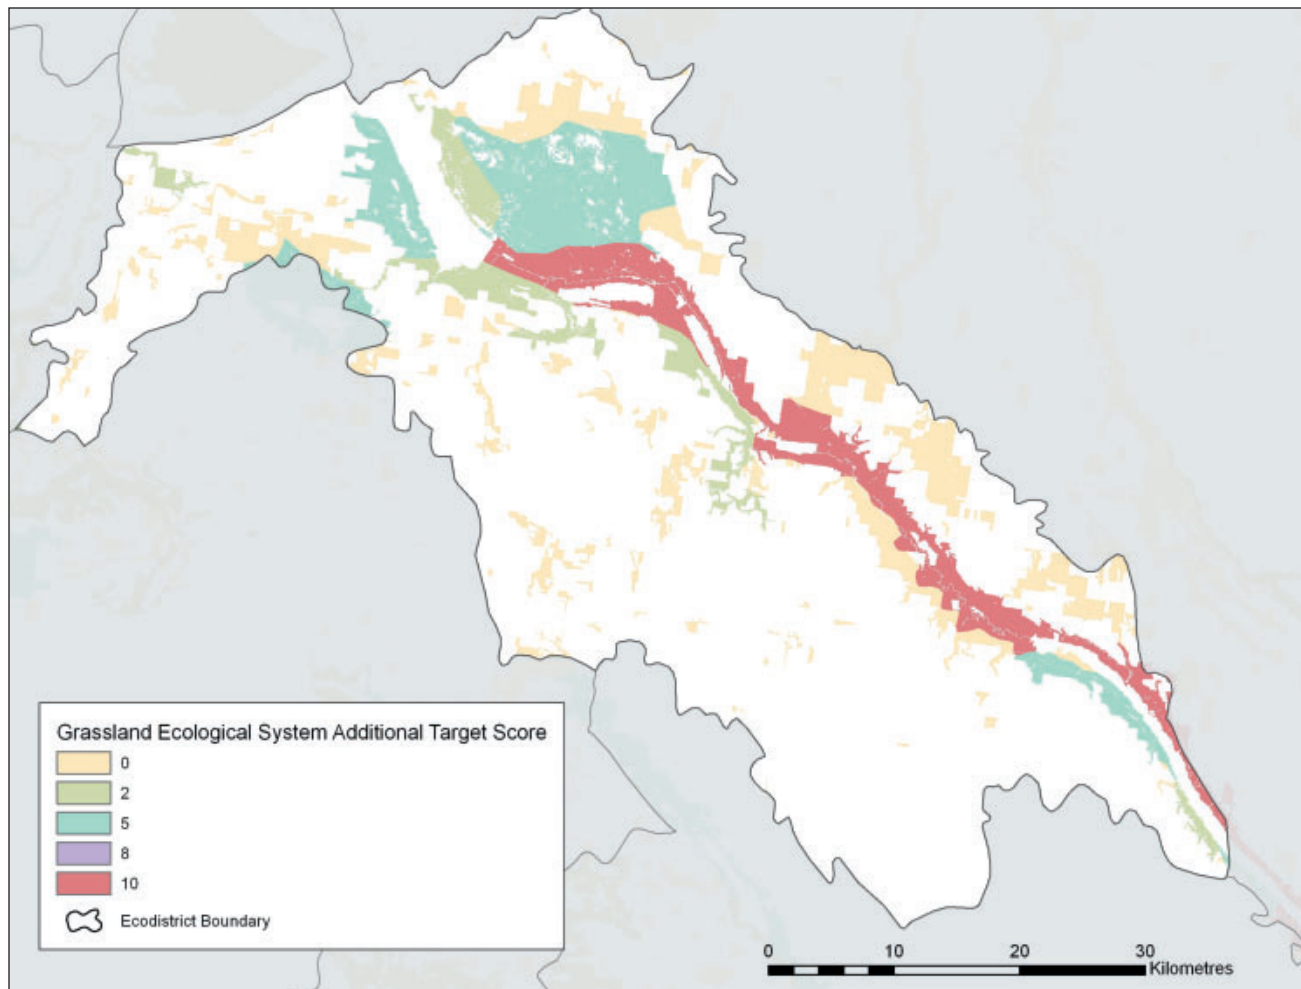 Grassland Ecological System Additional Target Score
0
2
5
8
10
Ecodistrict Boundary
0 10 20 30
Kilometres